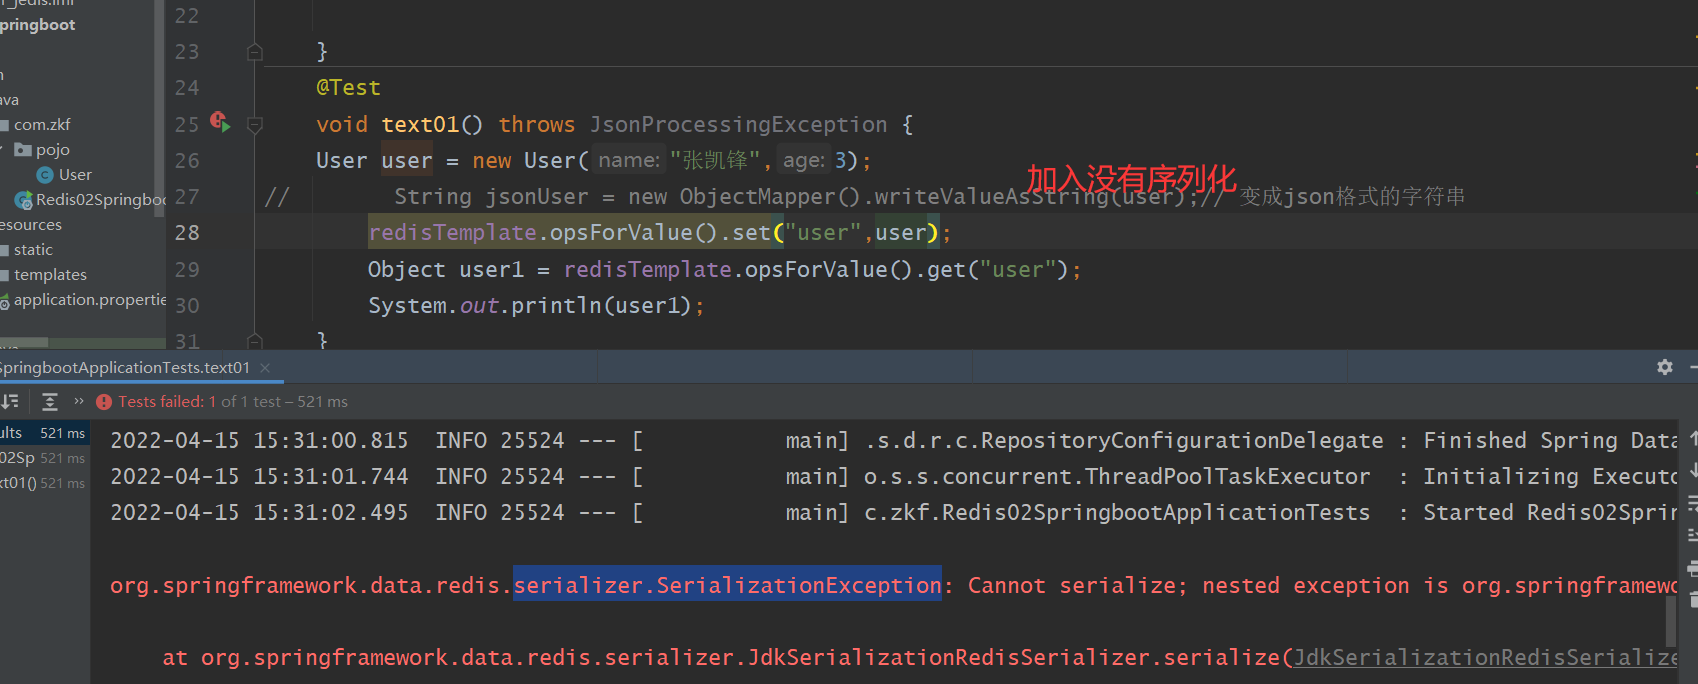 pringboot
ava
com.zkf
pojo
User
Redis02Springboo
esources
static
templates
application.propertie
22
23 }
24 @Test
25 void text01() throws JsonProcessingException {
26 User user = new User( name: "张凯锋", age: 3);
加入没有序列化
27 // String jsonUser = new ObjectMapper().writeValueAsString(user);// 变成json格式的字符串
28 redisTemplate.opsForValue().set("user",user);
29 Object user1 = redisTemplate.opsForValue().get("user");
30 System.out.println(user1);
31 }
SpringbootApplicationTests.text01 ×
» Tests failed: 1 of 1 test – 521 ms
ults 521 ms
02Sp 521 ms
xt01() 521 ms
2022-04-15 15:31:00.815 INFO 25524 --- [ main] .s.d.r.c.RepositoryConfigurationDelegate : Finished Spring Data
2022-04-15 15:31:01.744 INFO 25524 --- [ main] o.s.s.concurrent.ThreadPoolTaskExecutor : Initializing Executo
2022-04-15 15:31:02.495 INFO 25524 --- [ main] c.zkf.Redis02SpringbootApplicationTests : Started Redis02Sprin
org.springframework.data.redis.serializer.SerializationException: Cannot serialize; nested exception is org.springframewo
at org.springframework.data.redis.serializer.JdkSerializationRedisSerializer.serialize(JdkSerializationRedisSerialize